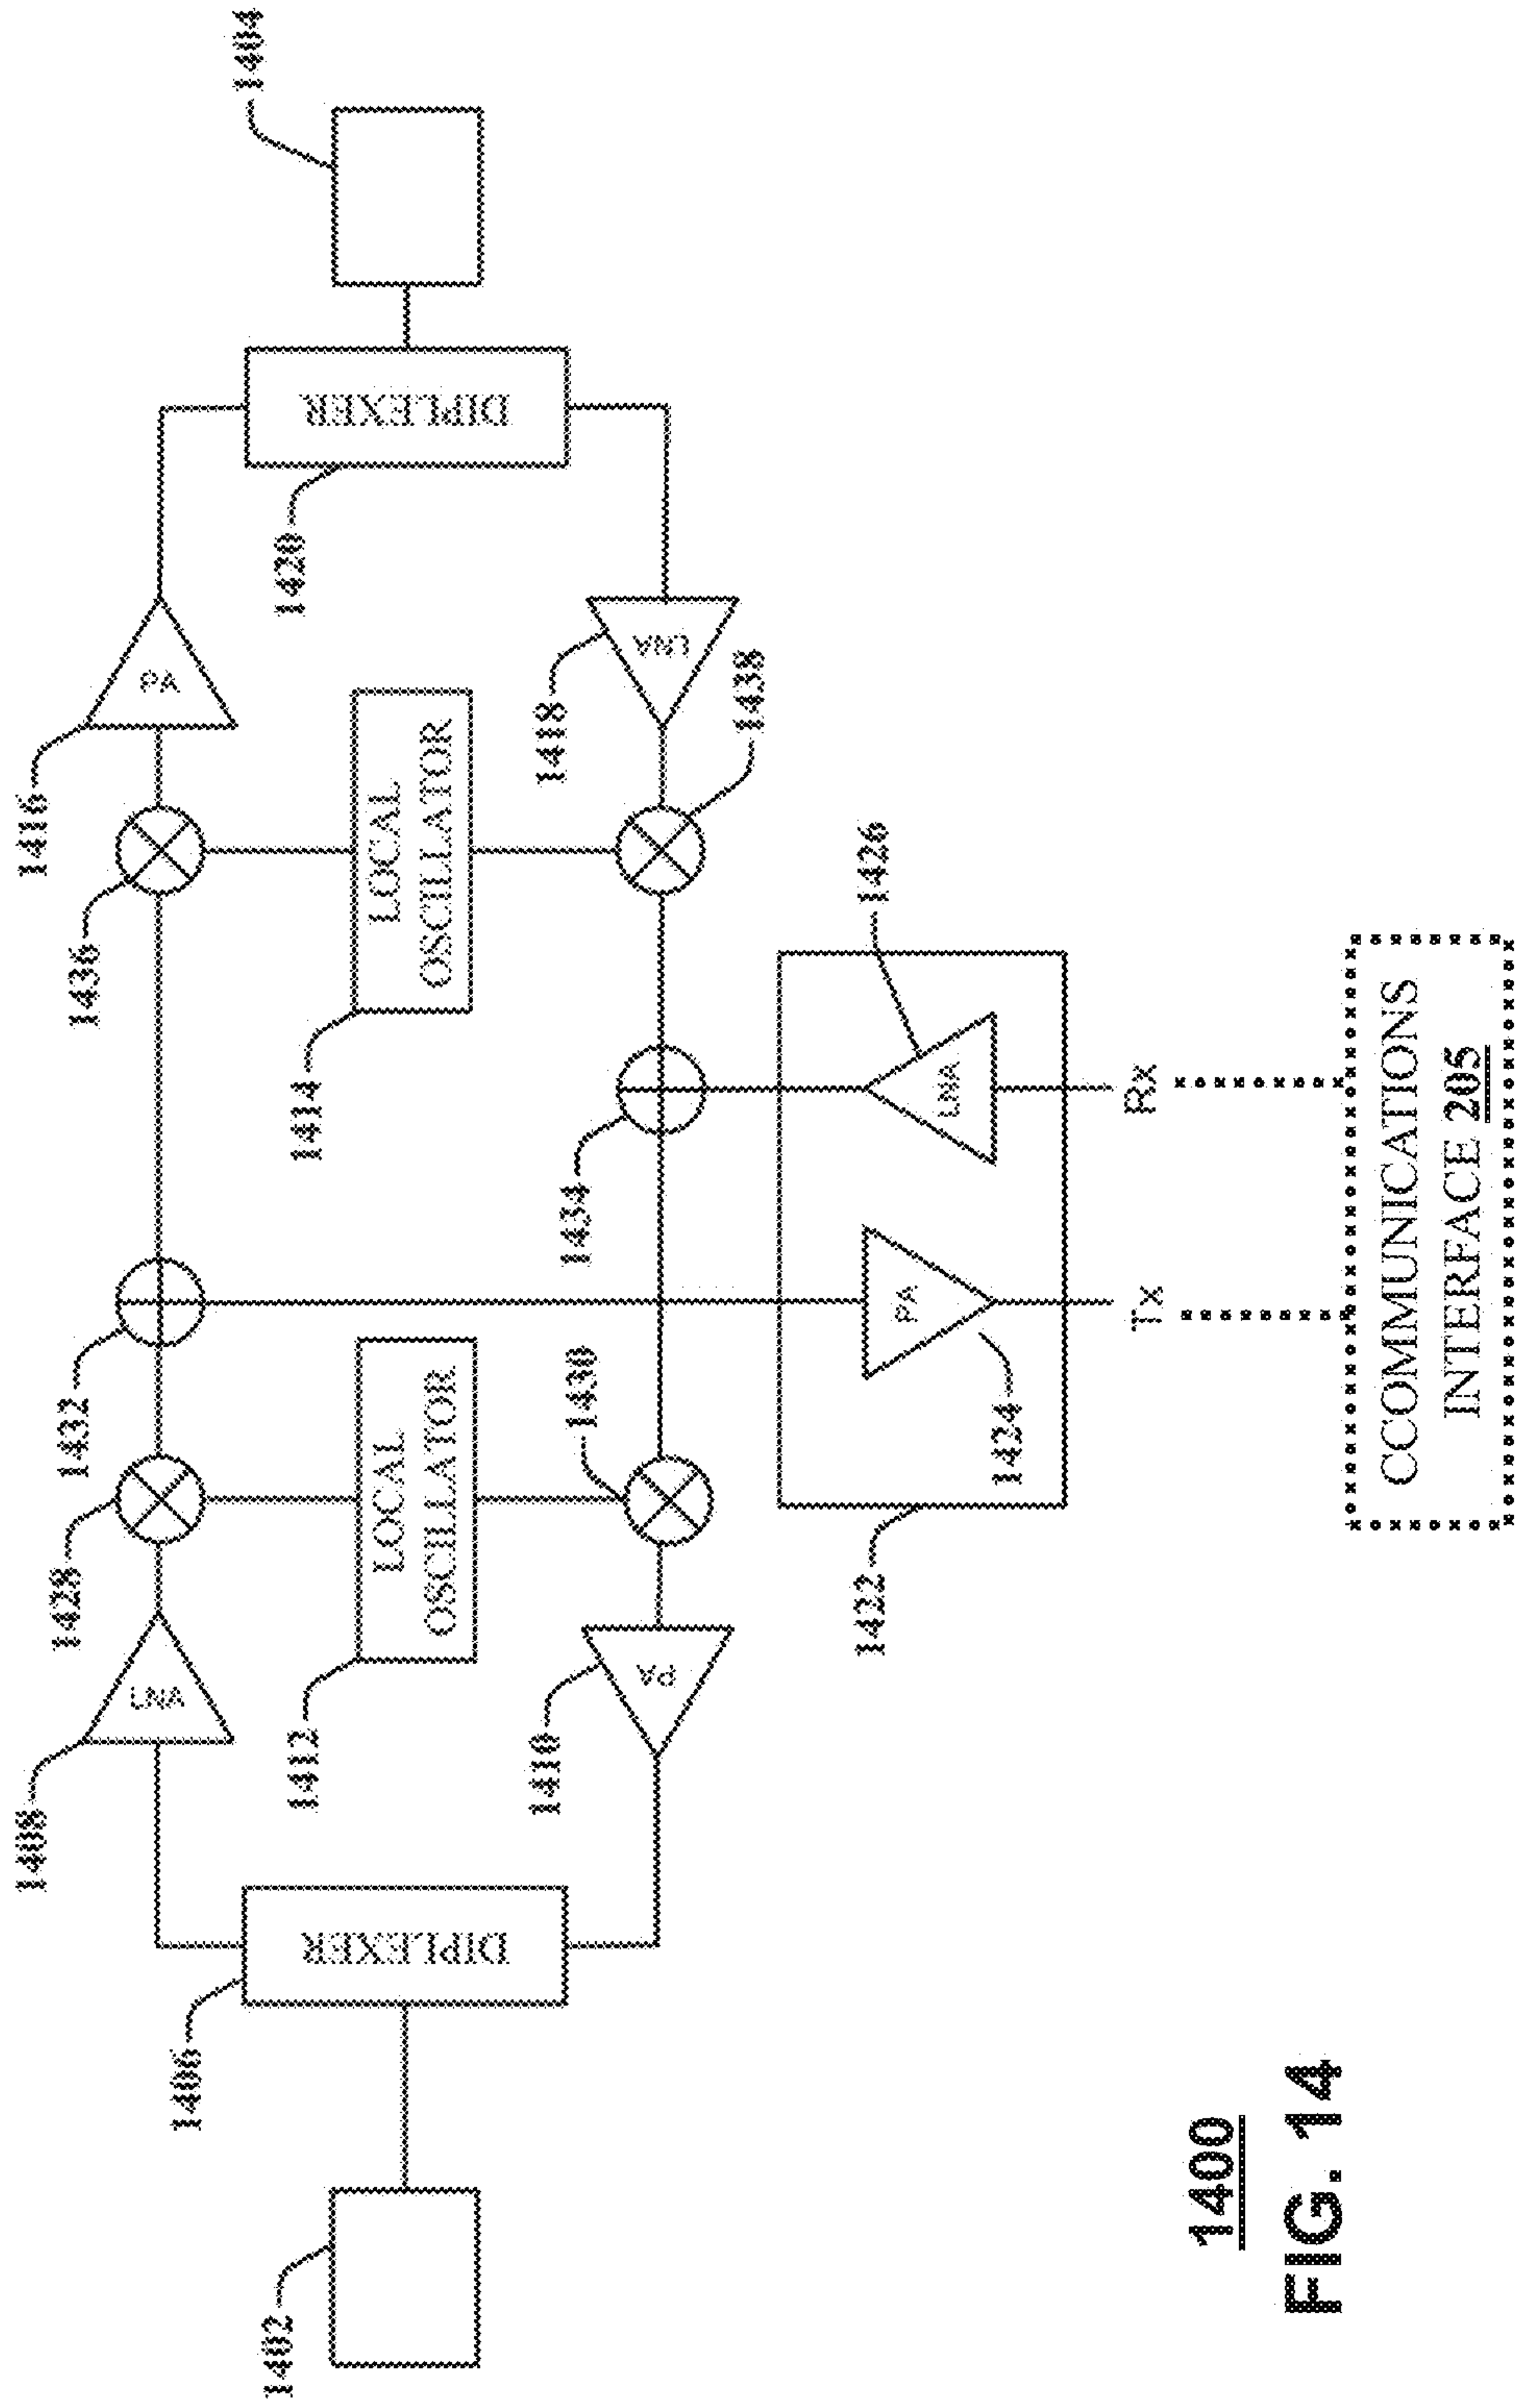 1408
1428
1432
1436
1416
LNA
PA
1406
1420
1404
1402
1412
1414
DIPLEXER
LOCAL
OSCILLATOR
LOCAL
OSCILLATOR
DIPLEXER
1410
1430
1434
1418
PA
LNA
1438
1422
1426
PA
LNA
1424
Tx
Rx
1400
FIG. 14
CCOMMUNICATIONS
INTERFACE 205